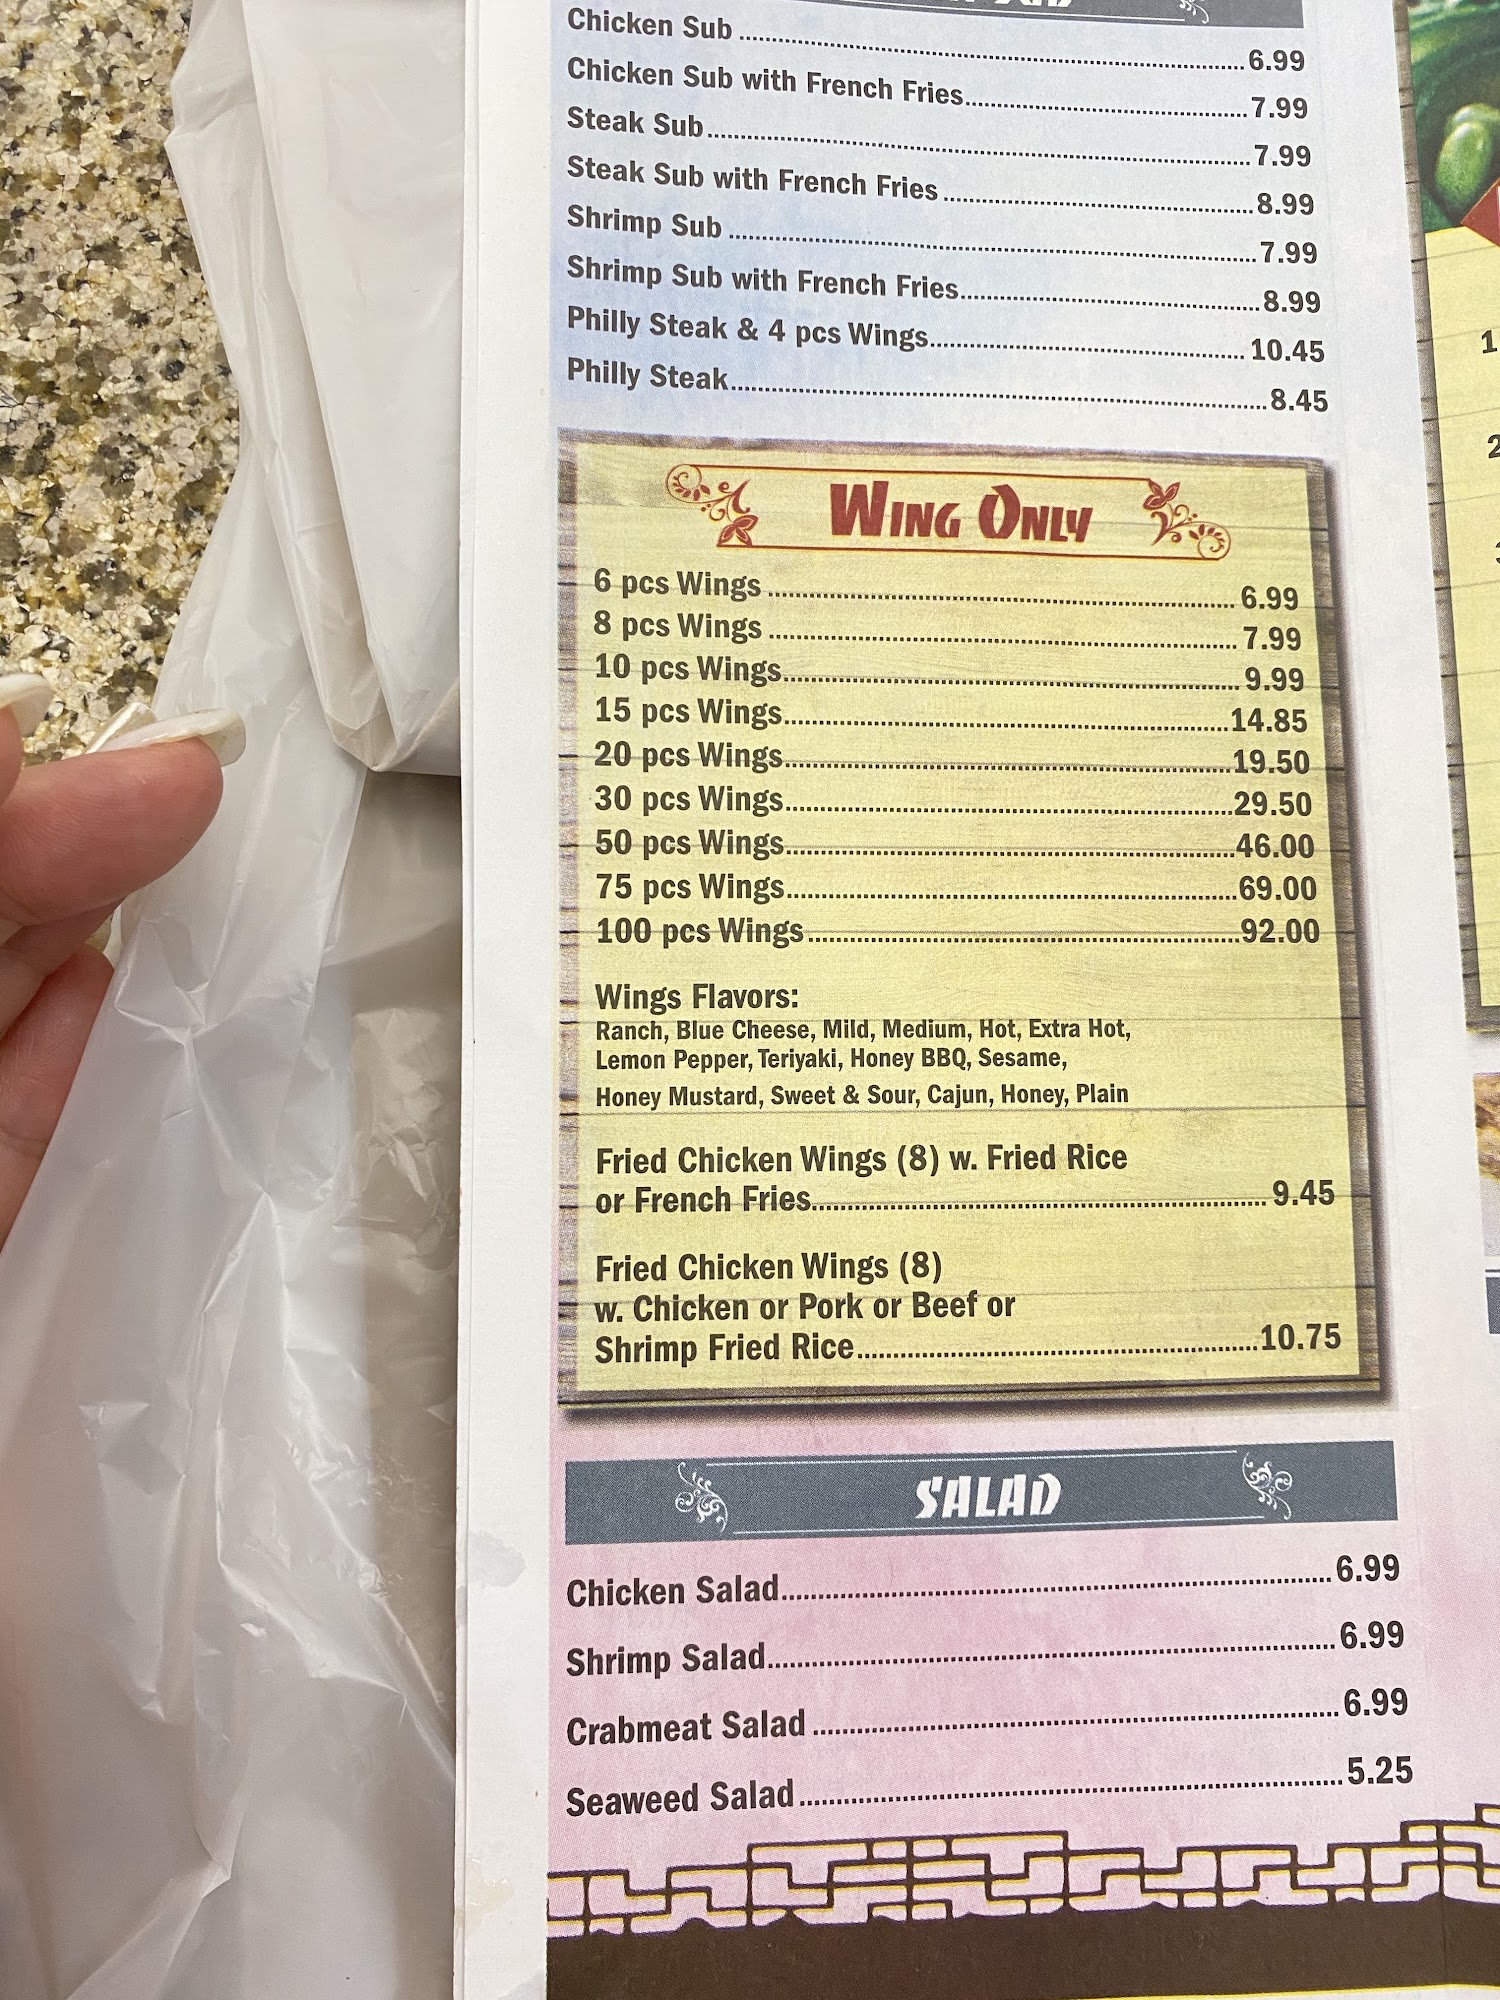 Chicken Sub 6.99
Chicken Sub with French Fries 7.99
Steak Sub 7.99
Steak Sub with French Fries 8.99
Shrimp Sub 7.99
Shrimp Sub with French Fries 8.99
Philly Steak & 4 pcs Wings 10.45
Philly Steak 8.45
WING ONLY
6 pcs Wings 6.99
8 pcs Wings 7.99
10 pcs Wings 9.99
15 pcs Wings 14.85
20 pcs Wings 19.50
30 pcs Wings 29.50
50 pcs Wings 46.00
75 pcs Wings 69.00
100 pcs Wings 92.00
Wings Flavors:
Ranch, Blue Cheese, Mild, Medium, Hot, Extra Hot,
Lemon Pepper, Teriyaki, Honey BBQ, Sesame,
Honey Mustard, Sweet & Sour, Cajun, Honey, Plain
Fried Chicken Wings (8) w. Fried Rice
or French Fries 9.45
Fried Chicken Wings (8)
w. Chicken or Pork or Beef or
Shrimp Fried Rice 10.75
SALAD
Chicken Salad 6.99
Shrimp Salad 6.99
Crabmeat Salad 6.99
Seaweed Salad 5.25
1
2